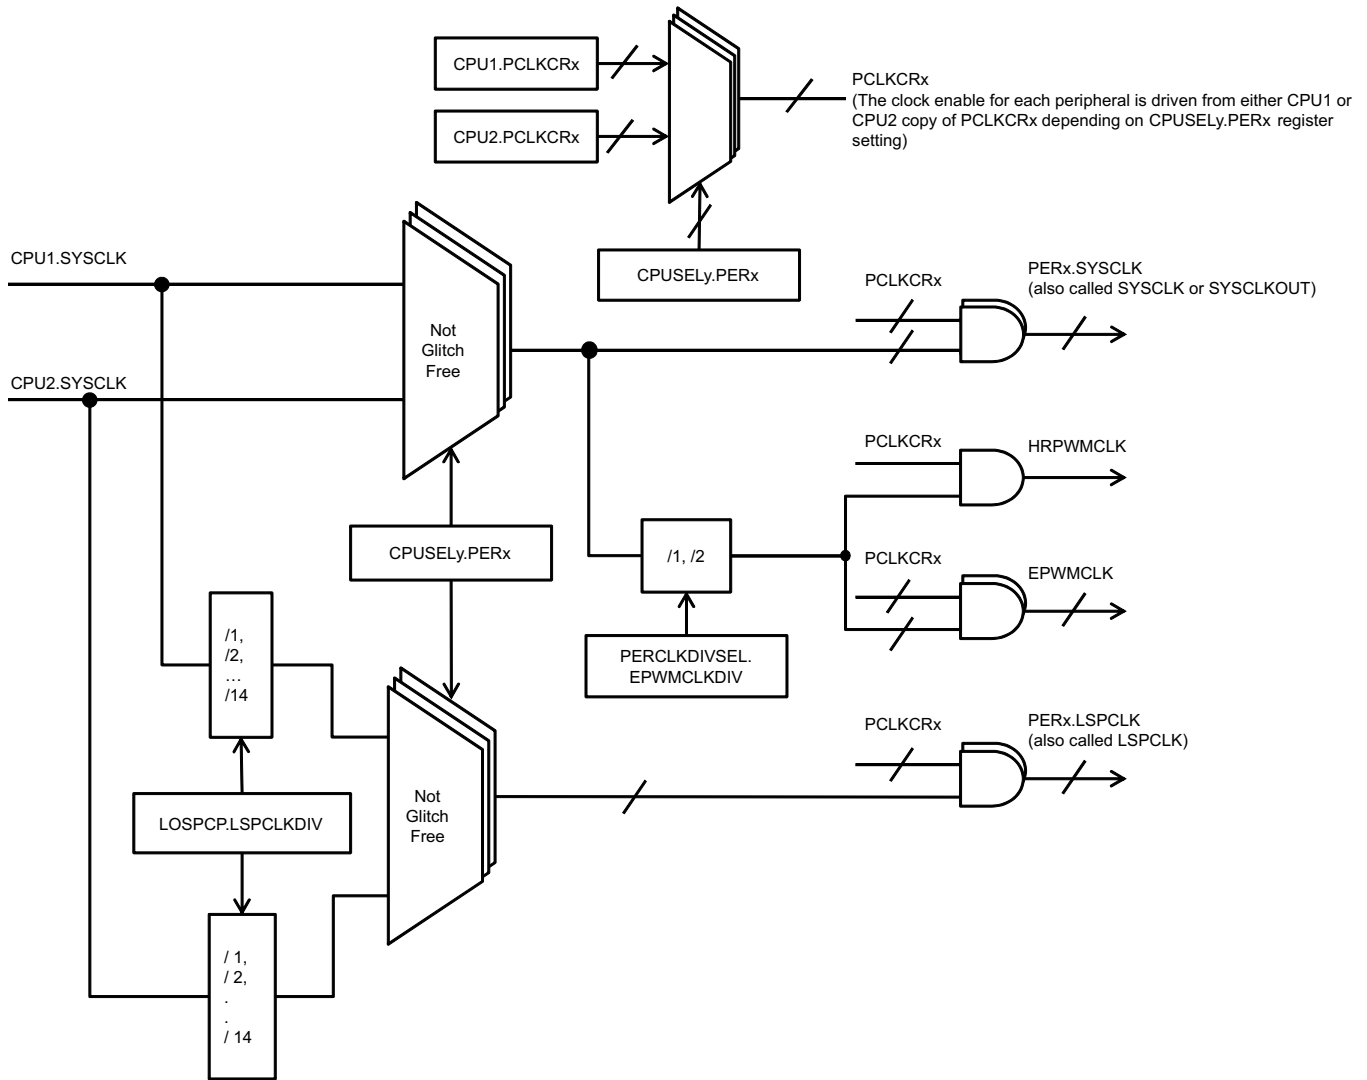 CPU1.PCLKCRx
CPU2.PCLKCRx
PCLKCRx
(The clock enable for each peripheral is driven from either CPU1 or
CPU2 copy of PCLKCRx depending on CPUSELy.PERx register
setting)
CPUSELy.PERx
CPU1.SYSCLK
CPU2.SYSCLK
Not
Glitch
Free
PCLKCRx
PERx.SYSCLK
(also called SYSCLK or SYSCLKOUT)
PCLKCRx
HRPWMCLK
CPUSELy.PERx
/1, /2
PCLKCRx
EPWMCLK
PERCLKDIVSEL.
EPWMCLKDIV
/1,
/2,
...
/14
LOSPCP.LSPCLKDIV
Not
Glitch
Free
PCLKCRx
PERx.LSPCLK
(also called LSPCLK)
/ 1,
/ 2,
.
.
/ 14